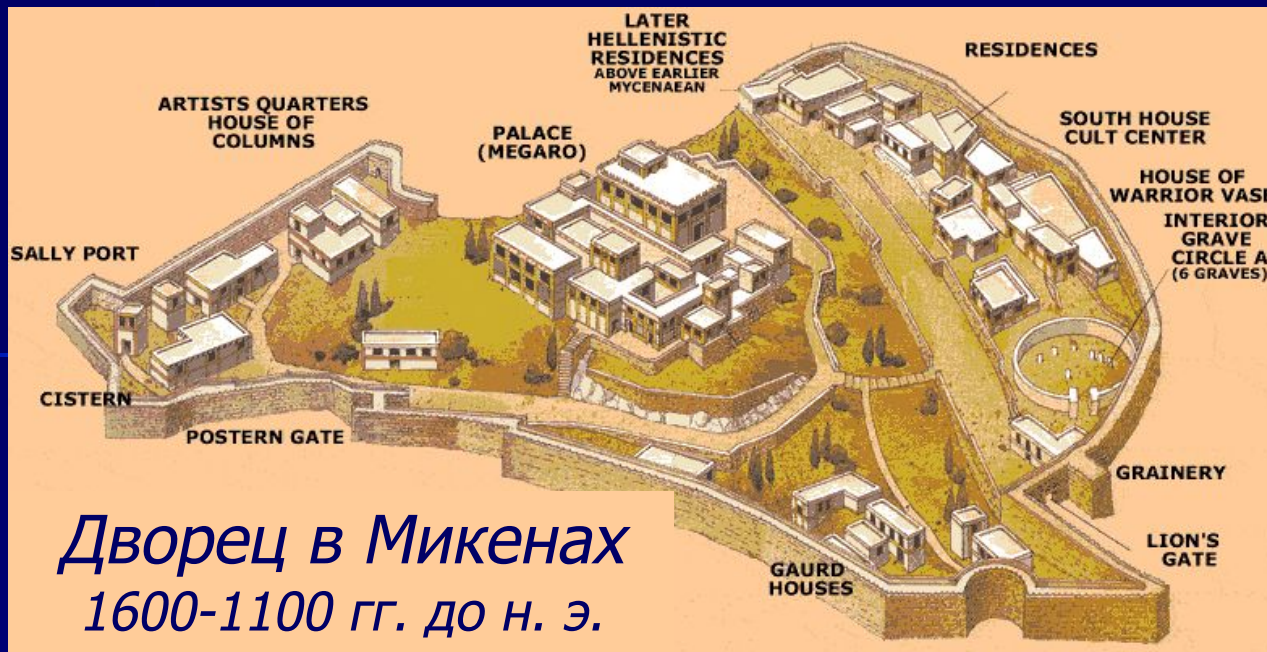 LATER
HELLENISTIC
RESIDENCES
ABOVE EARLIER
MYCENAEAN
RESIDENCES
ARTISTS QUARTERS
HOUSE OF
COLUMNS
PALACE
(MEGARO)
SOUTH HOUSE
CULT CENTER
HOUSE OF
WARRIOR VASE
INTERIOR
GRAVE
CIRCLE A
(6 GRAVES)
SALLY PORT
CISTERN
POSTERN GATE
GRAINERY
LION'S
GATE
GAURD
HOUSES
Дворец в Микенах
1600-1100 гг. до н. э.